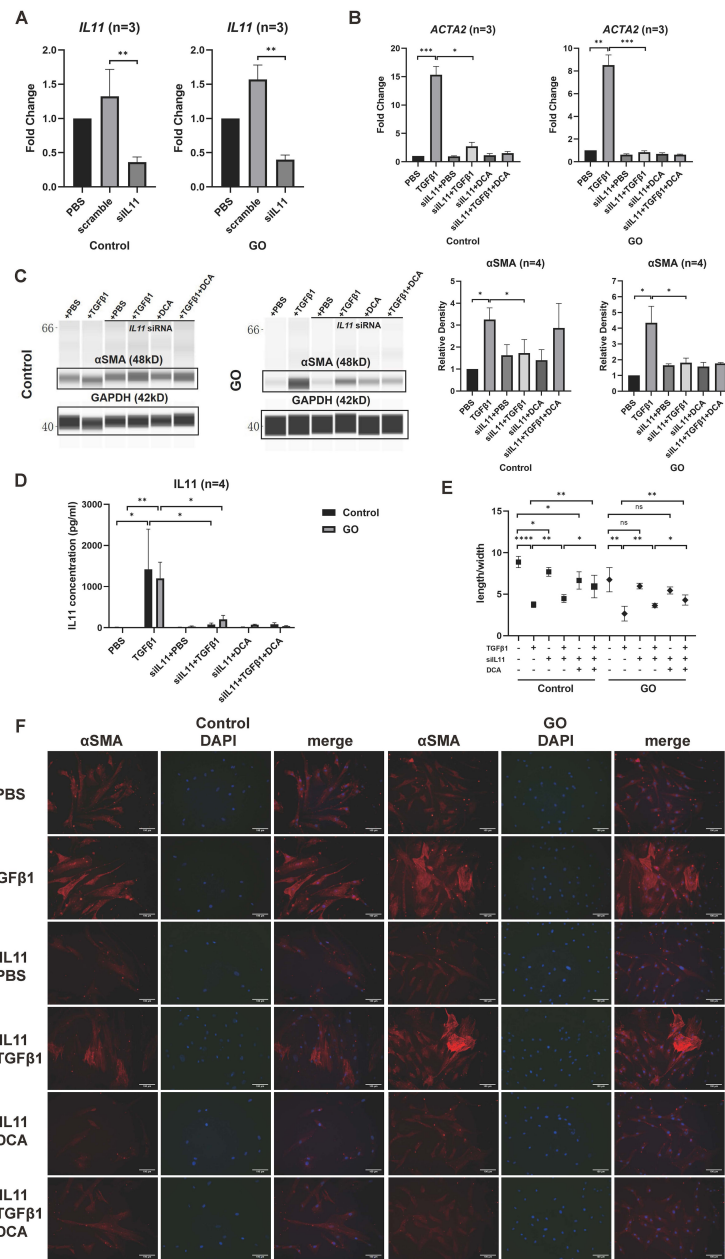 A
IL11 (n=3)
IL11 (n=3)
Fold Change
2.0
1.5
1.0
0.5
0.0
**
PBS
scramble
siIL11
Control
Fold Change
2.0
1.5
1.0
0.5
0.0
**
PBS
scramble
siIL11
GO
B
ACTA2 (n=3)
ACTA2 (n=3)
Fold Change
20
15
10
5
0
*** *
PBS
TGFβ1
siIL11+PBS
siIL11+TGFβ1
siIL11+DCA
siIL11+TGFβ1+DCA
Control
Fold Change
10
8
6
4
2
0
** ***
PBS
TGFβ1
siIL11+PBS
siIL11+TGFβ1
siIL11+DCA
siIL11+TGFβ1+DCA
GO
C
Control
+PBS
+TGFβ1
+PBS
+TGFβ1
+DCA
+TGFβ1+DCA
66
IL11 siRNA
αSMA (48kD)
GAPDH (42kD)
40
GO
+PBS
+TGFβ1
+PBS
+TGFβ1
+DCA
+TGFβ1+DCA
66
IL11 siRNA
αSMA (48kD)
GAPDH (42kD)
40
αSMA (n=4)
Relative Density
5
4
3
2
1
0
* *
PBS
TGFβ1
siIL11+PBS
siIL11+TGFβ1
siIL11+DCA
siIL11+TGFβ1+DCA
Control
αSMA (n=4)
Relative Density
7
6
5
4
3
2
1
0
* *
PBS
TGFβ1
siIL11+PBS
siIL11+TGFβ1
siIL11+DCA
siIL11+TGFβ1+DCA
GO
D
IL11 (n=4)
IL11 concentration (pg/ml)
3000
2000
1000
0
** *
* *
Control
GO
PBS
TGFβ1
siIL11+PBS
siIL11+TGFβ1
siIL11+DCA
siIL11+TGFβ1+DCA
E
length/width
15
10
5
0
** **
* ns
* ns
**** ** * ** ** *
TGFβ1 - + - + - + - + - + - +
siIL11 - - + + + + - - + + + +
DCA - - - - + + - - - - + +
Control GO
F
Control GO
αSMA DAPI merge αSMA DAPI merge
PBS
GFβ1
IL11
PBS
IL11
TGFβ1
IL11
DCA
IL11
TGFβ1
DCA